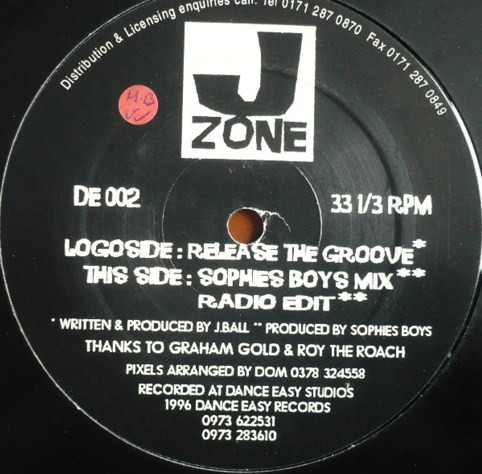 Distribution & Licensing enquiries call: Tel 0171 287 0870 Fax 0171 287 0849
J
ZONE
H.B
DE 002
33 1/3 RPM
LOGOSIDE : RELEASE THE GROOVE*
THIS SIDE : SOPHIES BOYS MIX**
RADIO EDIT**
* WRITTEN & PRODUCED BY J.BALL ** PRODUCED BY SOPHIES BOYS
THANKS TO GRAHAM GOLD & ROY THE ROACH
PIXELS ARRANGED BY DOM 0378 324558
RECORDED AT DANCE EASY STUDIOS
1996 DANCE EASY RECORDS
0973 622531
0973 283610